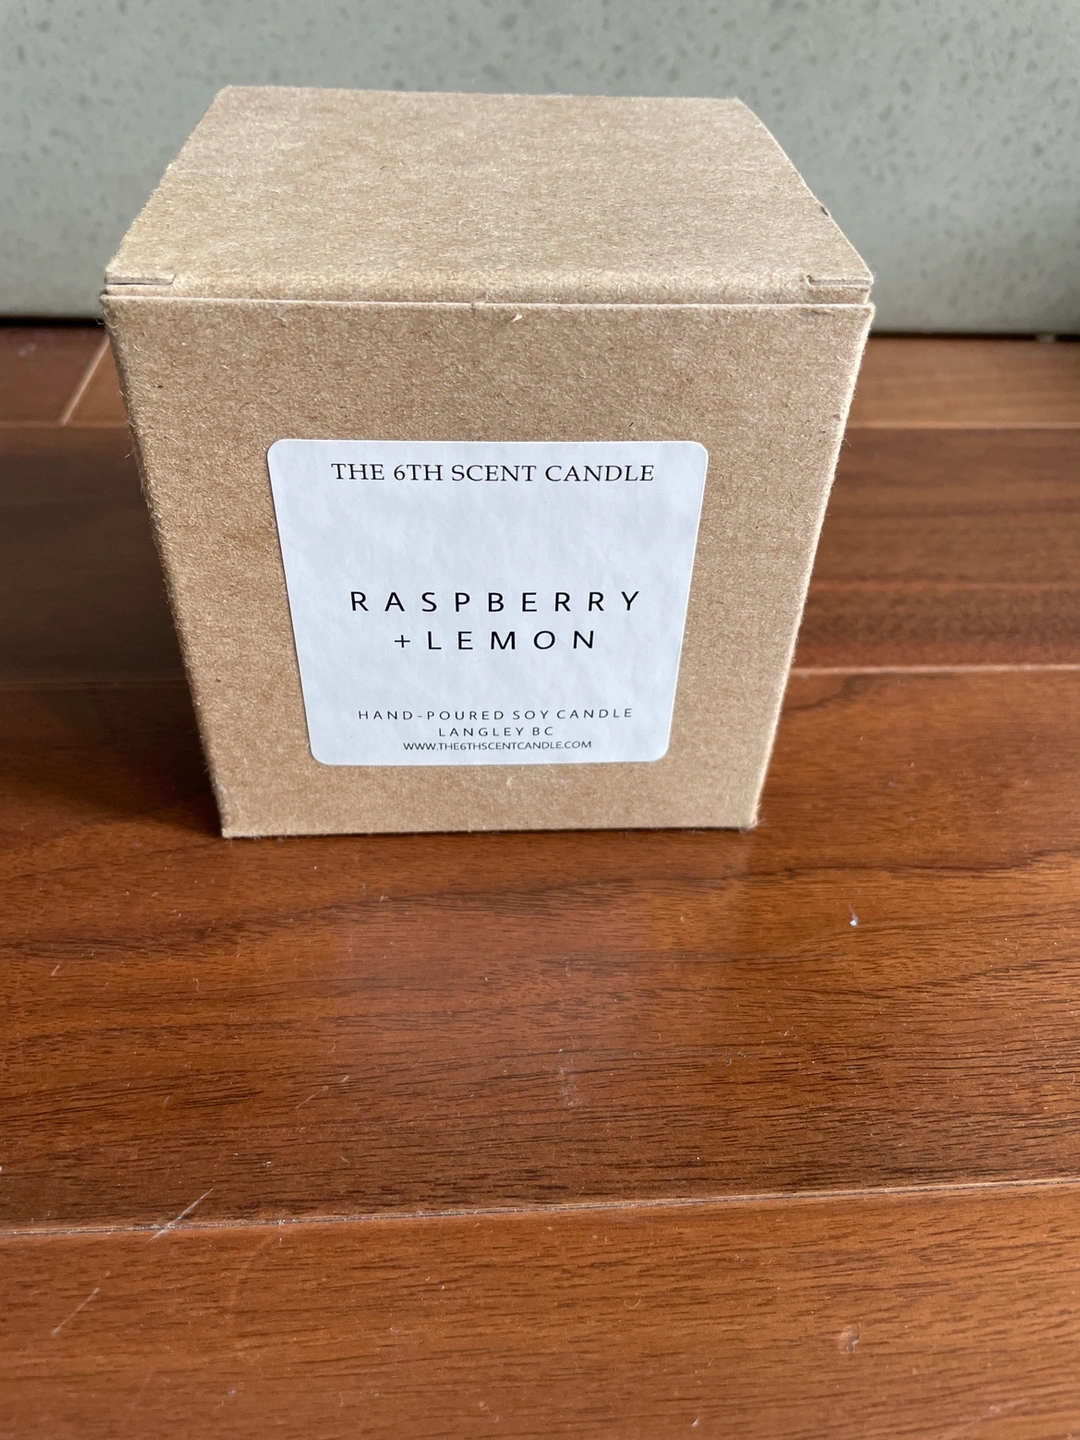 THE 6TH SCENT CANDLE
RASPBERRY
+LEMON
HAND-POURED SOY CANDLE
LANGLEY BC
WWW.THE6THSCENTCANDLE.COM